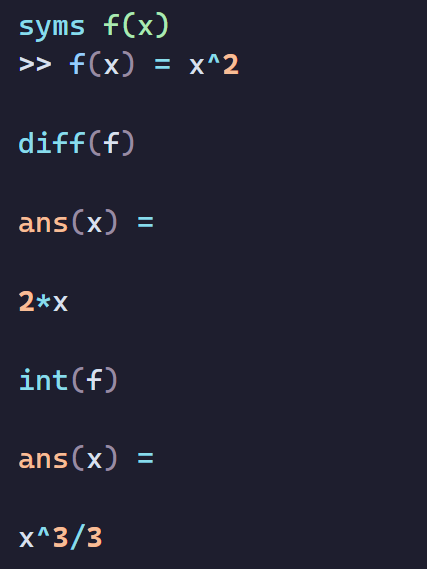 syms f(x)
>> f(x) = x^2
diff(f)
ans(x) =
2*x
int(f)
ans(x) =
x^3/3